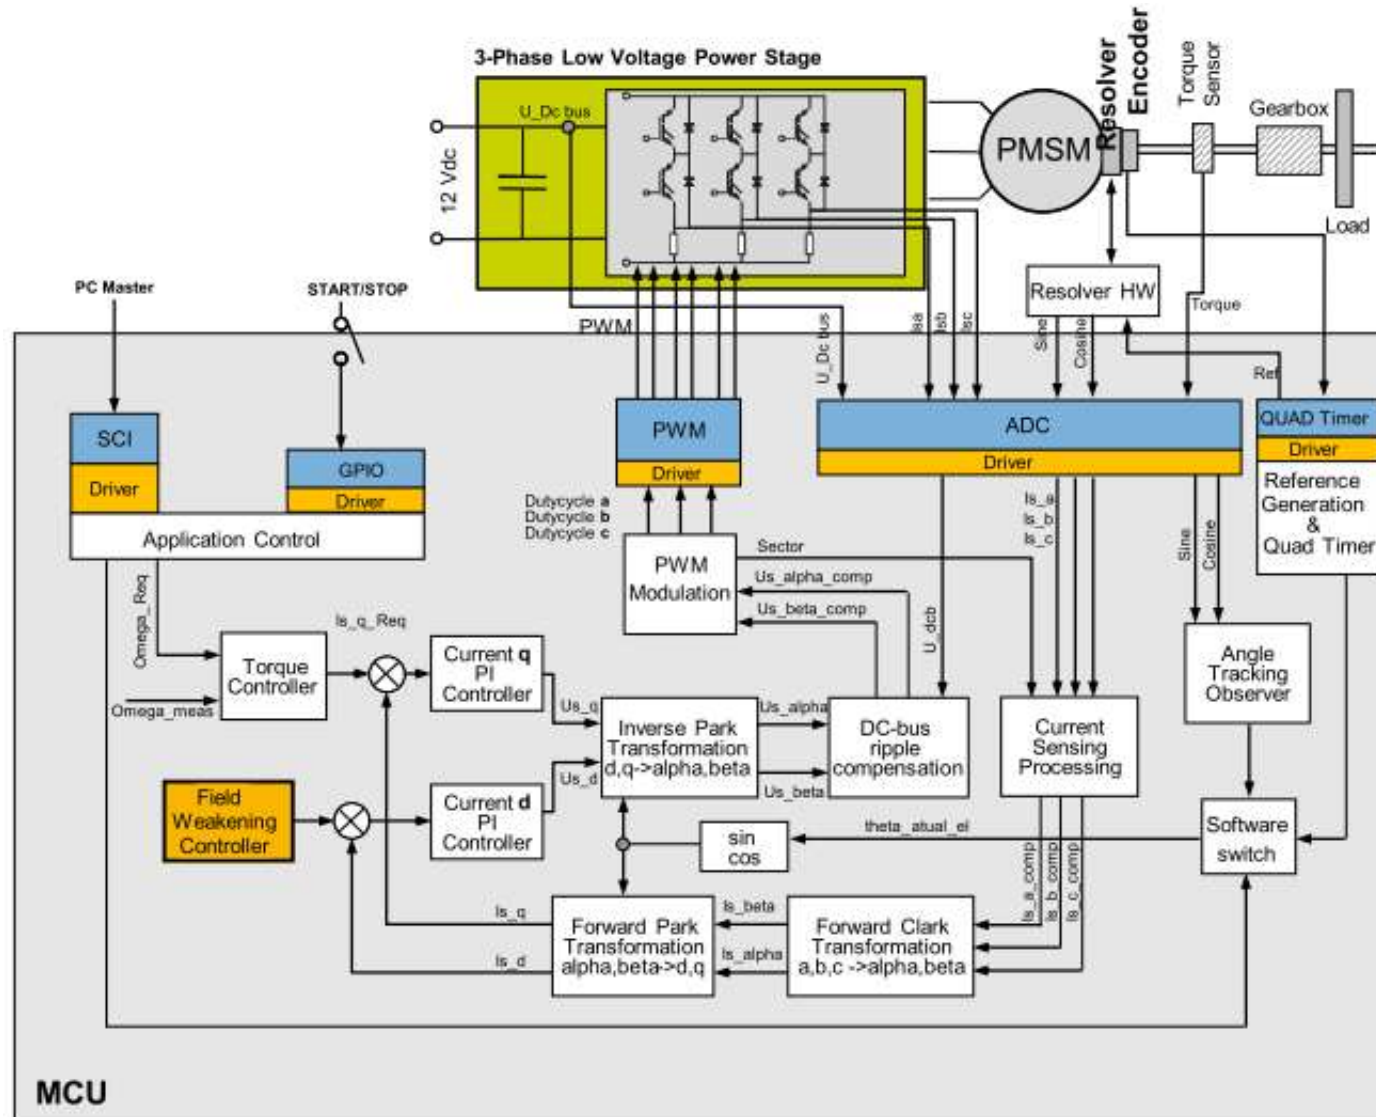 3-Phase Low Voltage Power Stage
U_Dc bus
12 Vdc
PMSM
Resolver
Encoder
Torque
Sensor
Gearbox
Load
Resolver HW
PC Master
START/STOP
PWM
U_Dc bus
Isa
Isb
Isc
Sine
Cosine
Torque
Ref
SCI
Driver
GPIO
Driver
Application Control
PWM
Driver
ADC
Driver
QUAD Timer
Driver
Reference
Generation
&
Quad Timer
Dutycycle a
Dutycycle b
Dutycycle c
PWM
Modulation
Sector
Us_alpha_comp
Us_beta_comp
U_dcb
Is_a
Is_b
Is_c
Sine
Cosine
Omega_Req
Is_q_Req
Omega_meas
Torque
Controller
Current q
PI
Controller
Us_q
Us_d
Inverse Park
Transformation
d,q->alpha,beta
Us_alpha
Us_beta
DC-bus
ripple
compensation
Current
Sensing
Processing
Angle
Tracking
Observer
Field
Weakening
Controller
Current d
PI
Controller
sin
cos
theta_atual_el
Software
switch
Is_a_comp
Is_b_comp
Is_c_comp
Is_q
Is_d
Forward Park
Transformation
alpha,beta->d,q
Is_beta
Is_alpha
Forward Clark
Transformation
a,b,c ->alpha,beta
MCU